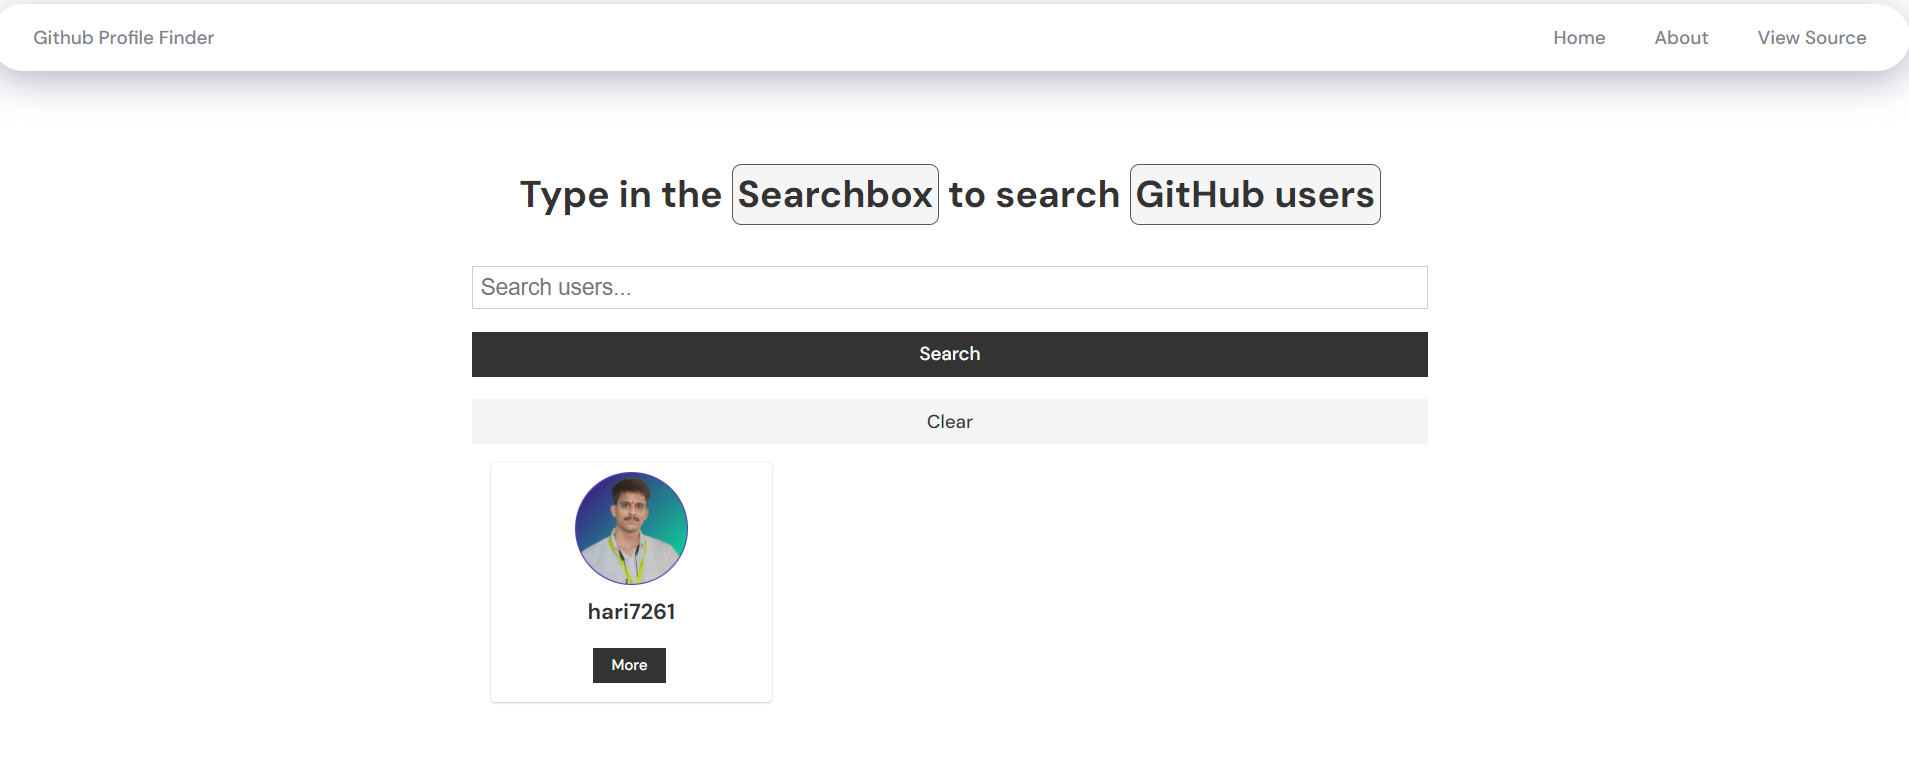 Github Profile Finder Home About View Source
Type in the Searchbox to search GitHub users
Search users...
Search
Clear
hari7261
More